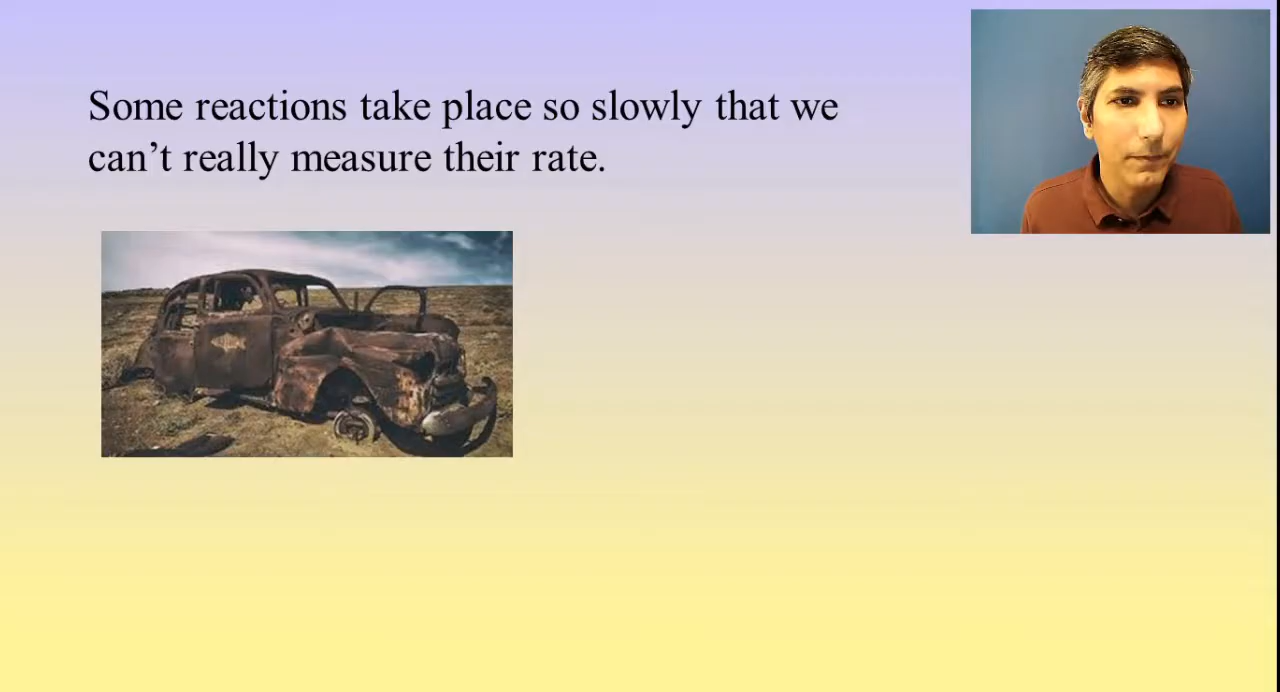 Some reactions take place so slowly that we
can’t really measure their rate.